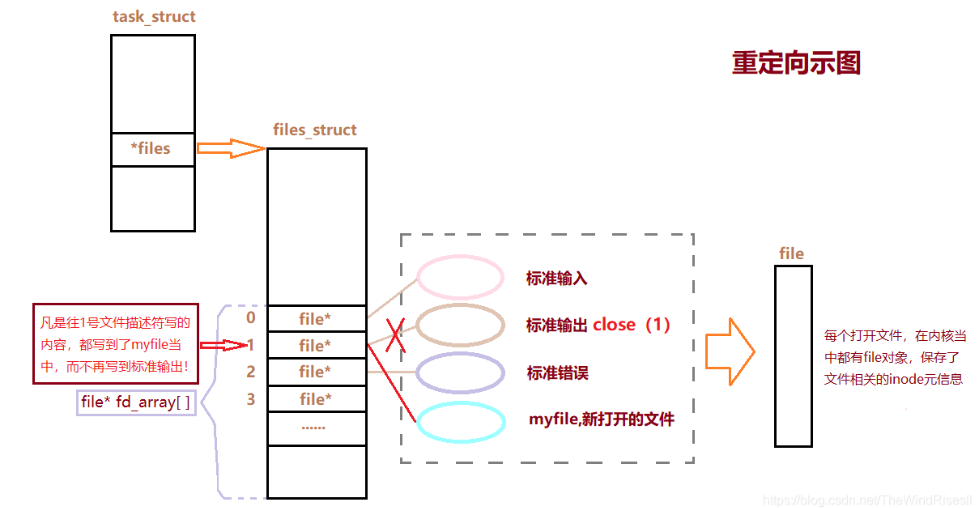 task_struct
重定向示图
*files
files_struct
file
标准输入
0
file*
凡是往1号文件描述符写的
内容，都写到了myfile当
中，而不再写到标准输出！
1
file*
标准输出 close（1）
每个打开文件，在内核当
中都有file对象，保存了
文件相关的inode元信息
2
file*
标准错误
file* fd_array[ ]
3
file*
......
myfile,新打开的文件
https://blog.csdn.net/TheWindRisesII